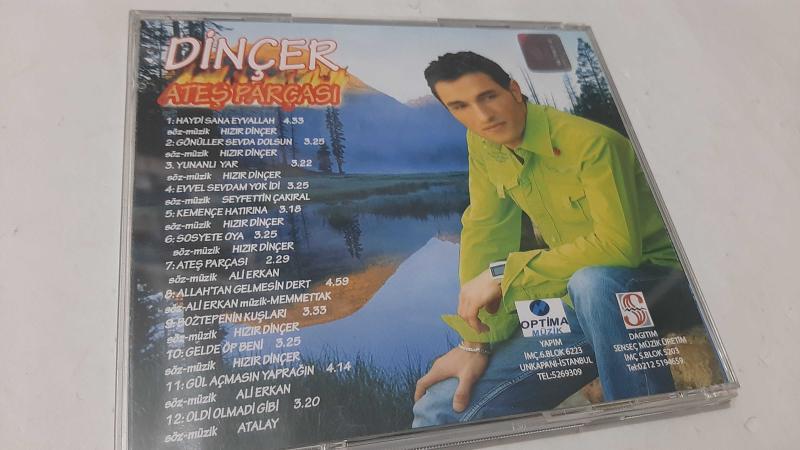 DİNÇER
ATEŞ PARÇASI
1: HAYDİ SANA EYVALLAH 4.33
söz-müzik HIZIR DİNÇER
2: GÖNÜLLER SEVDA DOLSUN 3.25
söz-müzik HIZIR DİNÇER
3. YUNANLI YAR 3.22
söz-müzik HIZIR DİNÇER
4: EVVEL SEVDAM YOK İDİ 3.25
söz-müzik SEYFETTİN ÇAKIRAL
5: KEMENÇE HATIRINA 3.18
söz-müzik HIZIR DİNÇER
6: SOSYETE OYA 3.25
söz-müzik HIZIR DİNÇER
7: ATEŞ PARÇASI 2.29
söz-müzik ALİ ERKAN
8: ALLAH'TAN GELMESİN DERT 4.59
söz-ALİ ERKAN müzik-MEMMETTAK
9: BOZTEPENİN KUŞLARI 3.33
söz-müzik HIZIR DİNÇER
10: GELDE ÖP BENİ 3.25
söz-müzik HIZIR DİNÇER
11: GÜL AÇMASIN YAPRAĞIN 4.14
söz-müzik ALİ ERKAN
12: OLDİ OLMADİ GİBİ 3.20
söz-müzik ATALAY
OPTİMA
MÜZİK
YAPIM
İMÇ.6.BLOK 6223
UNKAPANI-İSTANBUL
TEL:5269309
DAGITIM
SENSEÇ MÜZİK ÜRETİM
İMÇ 5.BLOK 5203
Tel:0212 5194659